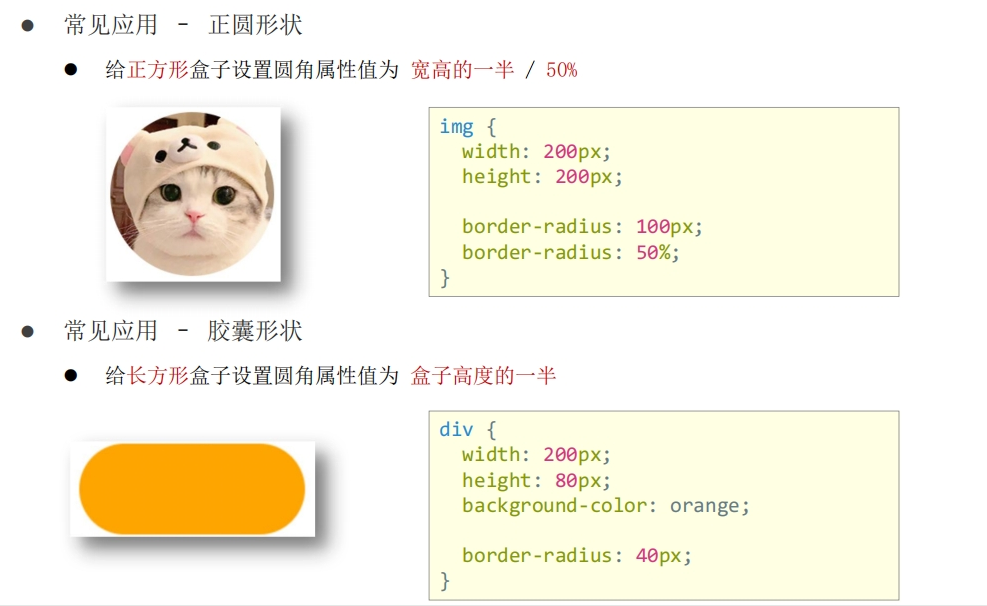 常见应用 - 正圆形状
给正方形盒子设置圆角属性值为 宽高的一半 / 50%
img {
  width: 200px;
  height: 200px;

  border-radius: 100px;
  border-radius: 50%;
}
常见应用 - 胶囊形状
给长方形盒子设置圆角属性值为 盒子高度的一半
div {
  width: 200px;
  height: 80px;
  background-color: orange;

  border-radius: 40px;
}